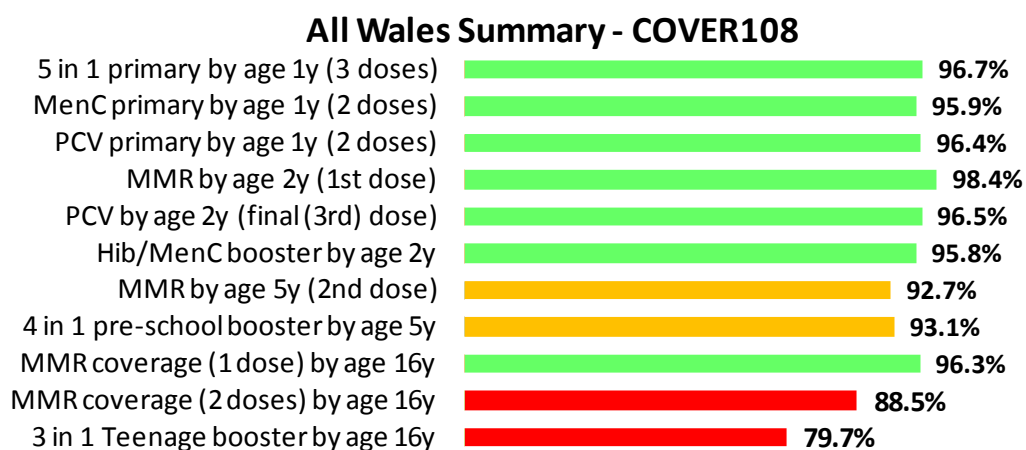 All Wales Summary - COVER108
5 in 1 primary by age 1y (3 doses) 96.7%
MenC primary by age 1y (2 doses) 95.9%
PCV primary by age 1y (2 doses) 96.4%
MMR by age 2y (1st dose) 98.4%
PCV by age 2y (final (3rd) dose) 96.5%
Hib/MenC booster by age 2y 95.8%
MMR by age 5y (2nd dose) 92.7%
4 in 1 pre-school booster by age 5y 93.1%
MMR coverage (1 dose) by age 16y 96.3%
MMR coverage (2 doses) by age 16y 88.5%
3 in 1 Teenage booster by age 16y 79.7%